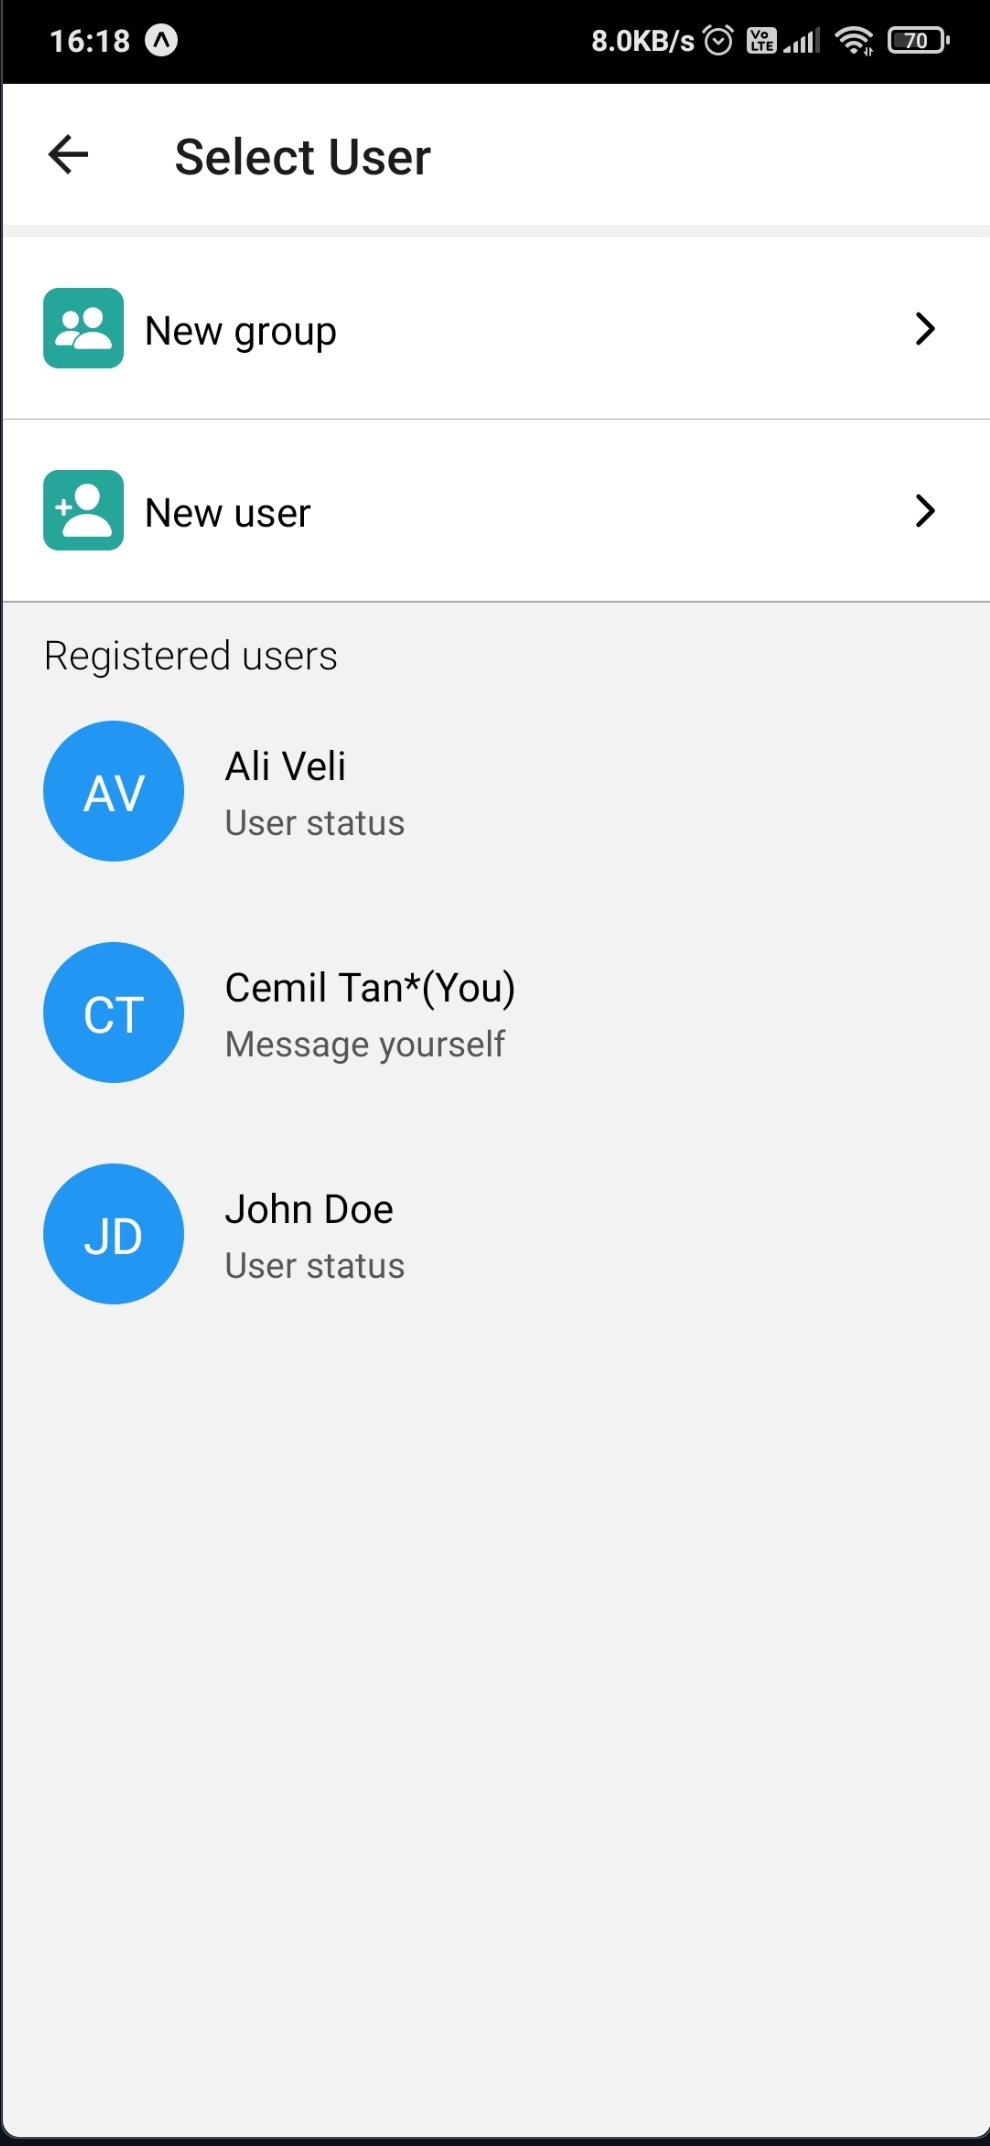 16:18 8.0KB/s Vo LTE 70
Select User
New group
New user
Registered users
AV Ali Veli
User status
CT Cemil Tan*(You)
Message yourself
JD John Doe
User status